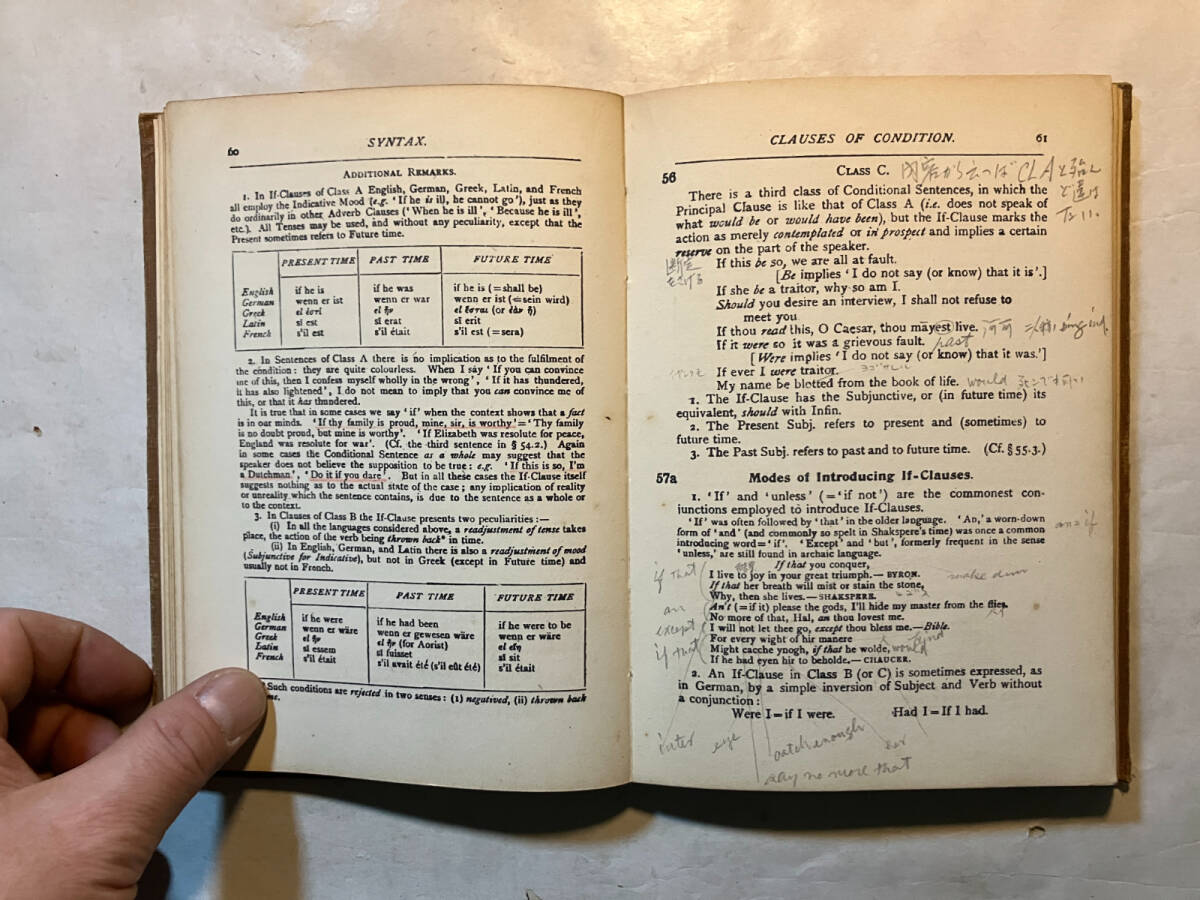 60
SYNTAX.
ADDITIONAL REMARKS.
1. In If-Clauses of Class A English, German, Greek, Latin, and French
all employ the Indicative Mood (e.g. ‘If he is ill, he cannot go’), just as they
do ordinarily in other Adverb Clauses (‘When he is ill’, ‘Because he is ill’,
etc.). All Tenses may be used, and without any peculiarity, except that the
Present sometimes refers to Future time.
PRESENT TIME PAST TIME FUTURE TIME
English if he is if he was if he is (=shall be)
German wenn er ist wenn er war wenn er ist (=sein wird)
Greek εἰ ἐστί εἰ ἦν εἰ ἔσται (or ἐὰν ᾖ)
Latin sī est sī erat sī erit
French s'il est s'il était s'il est (=sera)
2. In Sentences of Class A there is no implication as to the fulfilment of
the condition: they are quite colourless. When I say ‘If you can convince
me of this, then I confess myself wholly in the wrong’, ‘If it has thundered,
it has also lightened’, I do not mean to imply that you can convince me of
this, or that it has thundered.
It is true that in some cases we say ‘if’ when the context shows that a fact
is in our minds. ‘If thy family is proud, mine, sir, is worthy’=‘Thy family
is no doubt proud, but mine is worthy’. ‘If Elizabeth was resolute for peace,
England was resolute for war’. (Cf. the third sentence in § 54.2.) Again
in some cases the Conditional Sentence as a whole may suggest that the
speaker does not believe the supposition to be true: e.g. ‘If this is so, I'm
a Dutchman’, ‘Do it if you dare’. But in all these cases the If-Clause itself
suggests nothing as to the actual state of the case; any implication of reality
or unreality which the sentence contains, is due to the sentence as a whole or
to the context.
3. In Clauses of Class B the If-Clause presents two peculiarities:—
(i) In all the languages considered above, a readjustment of tense takes
place, the action of the verb being thrown back* in time.
(ii) In English, German, and Latin there is also a readjustment of mood
(Subjunctive for Indicative), but not in Greek (except in Future time) and
usually not in French.
PRESENT TIME PAST TIME FUTURE TIME
English if he were if he had been if he were to be
German wenn er wäre wenn er gewesen wäre wenn er wäre
Greek εἰ ἦν εἰ ἦν (for Aorist) εἰ εἴη
Latin sī essem sī fuisset sī sit
French s'il était s'il avait été (s'il eût été) s'il était
Such conditions are rejected in two senses: (1) negatived, (ii) thrown back
CLAUSES OF CONDITION.
61
56
CLASS C.
There is a third class of Conditional Sentences, in which the
Principal Clause is like that of Class A (i.e. does not speak of
what would be or would have been), but the If-Clause marks the
action as merely contemplated or in prospect and implies a certain
reserve on the part of the speaker.
If this be so, we are all at fault.
[Be implies ‘I do not say (or know) that it is’.]
If she be a traitor, why so am I.
Should you desire an interview, I shall not refuse to
meet you
If thou read this, O Caesar, thou mayest live.
If it were so it was a grievous fault. past
[Were implies ‘I do not say (or know) that it was.’]
If ever I were traitor.
My name be blotted from the book of life. would
1. The If-Clause has the Subjunctive, or (in future time) its
equivalent, should with Infin.
2. The Present Subj. refers to present and (sometimes) to
future time.
3. The Past Subj. refers to past and to future time. (Cf. § 55.3.)
57a
Modes of Introducing If-Clauses.
1. ‘If’ and ‘unless’ (=‘if not’) are the commonest con-
junctions employed to introduce If-Clauses.
‘If’ was often followed by ‘that’ in the older language. ‘An,’ a worn-down
form of ‘and’ (and commonly so spelt in Shakspere's time) was once a common an=if
introducing word=‘if’. ‘Except’ and ‘but’, formerly frequent in the sense
‘unless,’ are still found in archaic language.
If that you conquer,
if that I live to joy in your great triumph.—BYRON.
If that her breath will mist or stain the stone,
Why, then she lives.—SHAKSPERE.
an An't (=if it) please the gods, I'll hide my master from the flies.
No more of that, Hal, an thou lovest me.
except I will not let thee go, except thou bless me.—Bible.
For every wight of hir manere
if that Might cacche ynogh, if that he wolde, would
If he had eyen hir to beholde.—CHAUCER.
2. An If-Clause in Class B (or C) is sometimes expressed, as
in German, by a simple inversion of Subject and Verb without
a conjunction:
Were I=if I were. Had I=If I had.
eye
her
say no more that